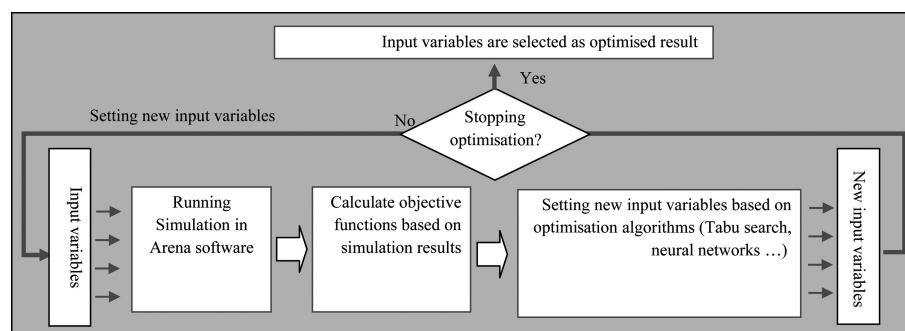 Input variables are selected as optimised result
Yes
Setting new input variables
No
Stopping
optimisation?
Input variables
Running
Simulation in
Arena software
Calculate objective
functions based on
simulation results
Setting new input variables based on
optimisation algorithms (Tabu search,
neural networks …)
New input variables